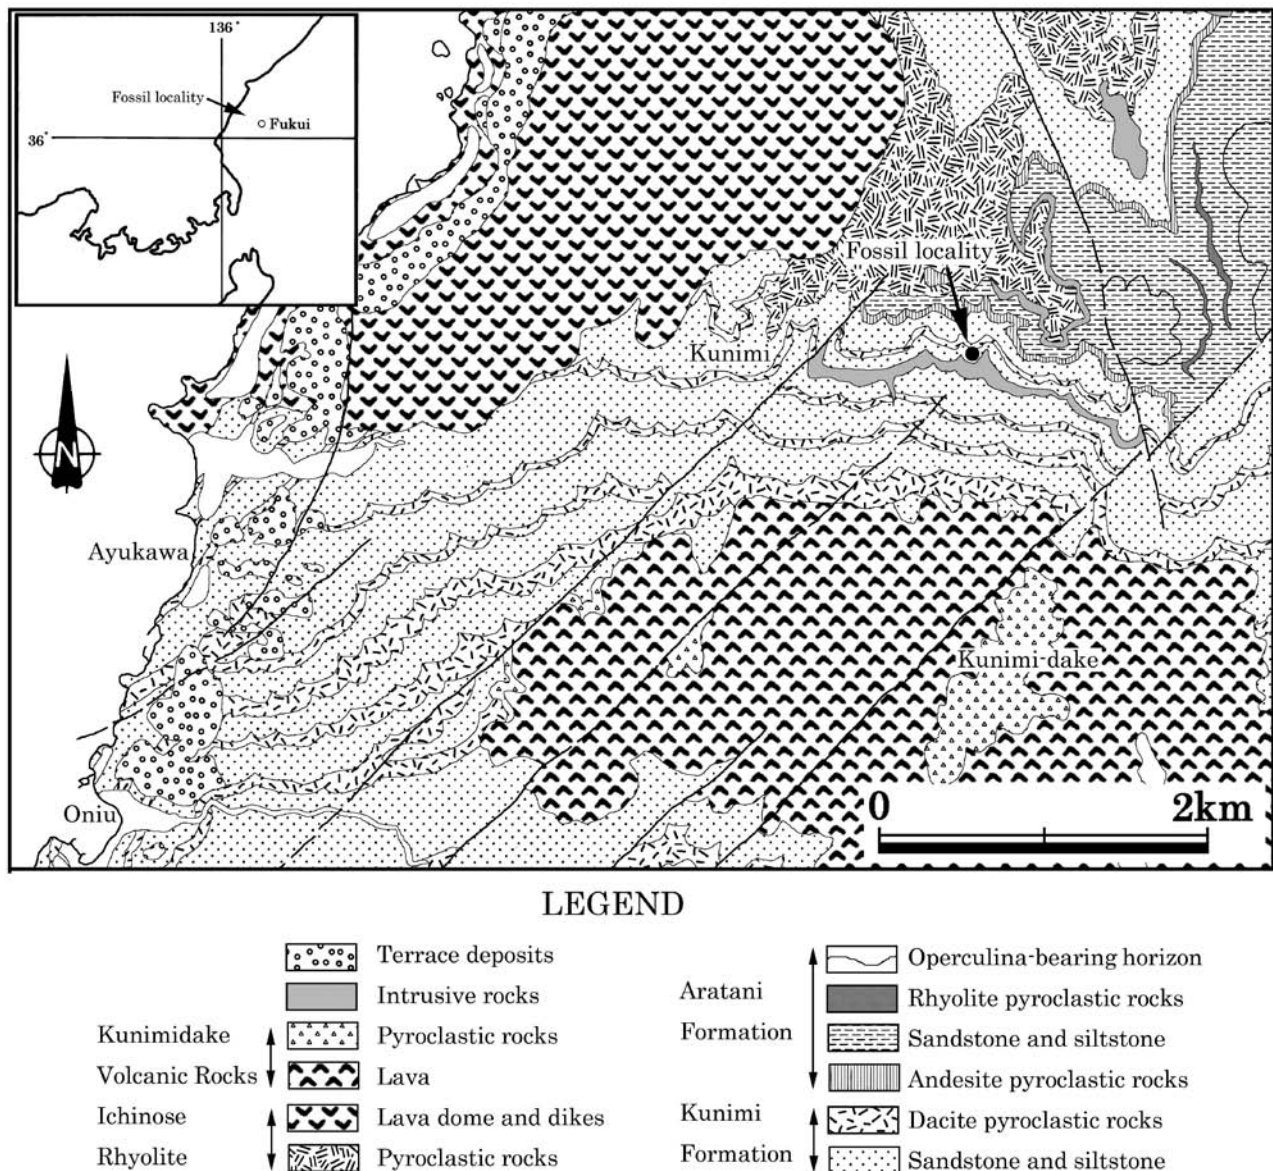 136°
Fossil locality
Fukui
36°
Fossil locality
Kunimi
N
Ayukawa
Kunimi-dake
Oniu
0 2km
LEGEND
Terrace deposits
Intrusive rocks
Kunimidake Pyroclastic rocks
Volcanic Rocks Lava
Ichinose Lava dome and dikes
Rhyolite Pyroclastic rocks
Operculina-bearing horizon
Aratani Rhyolite pyroclastic rocks
Formation Sandstone and siltstone
Andesite pyroclastic rocks
Kunimi Dacite pyroclastic rocks
Formation Sandstone and siltstone